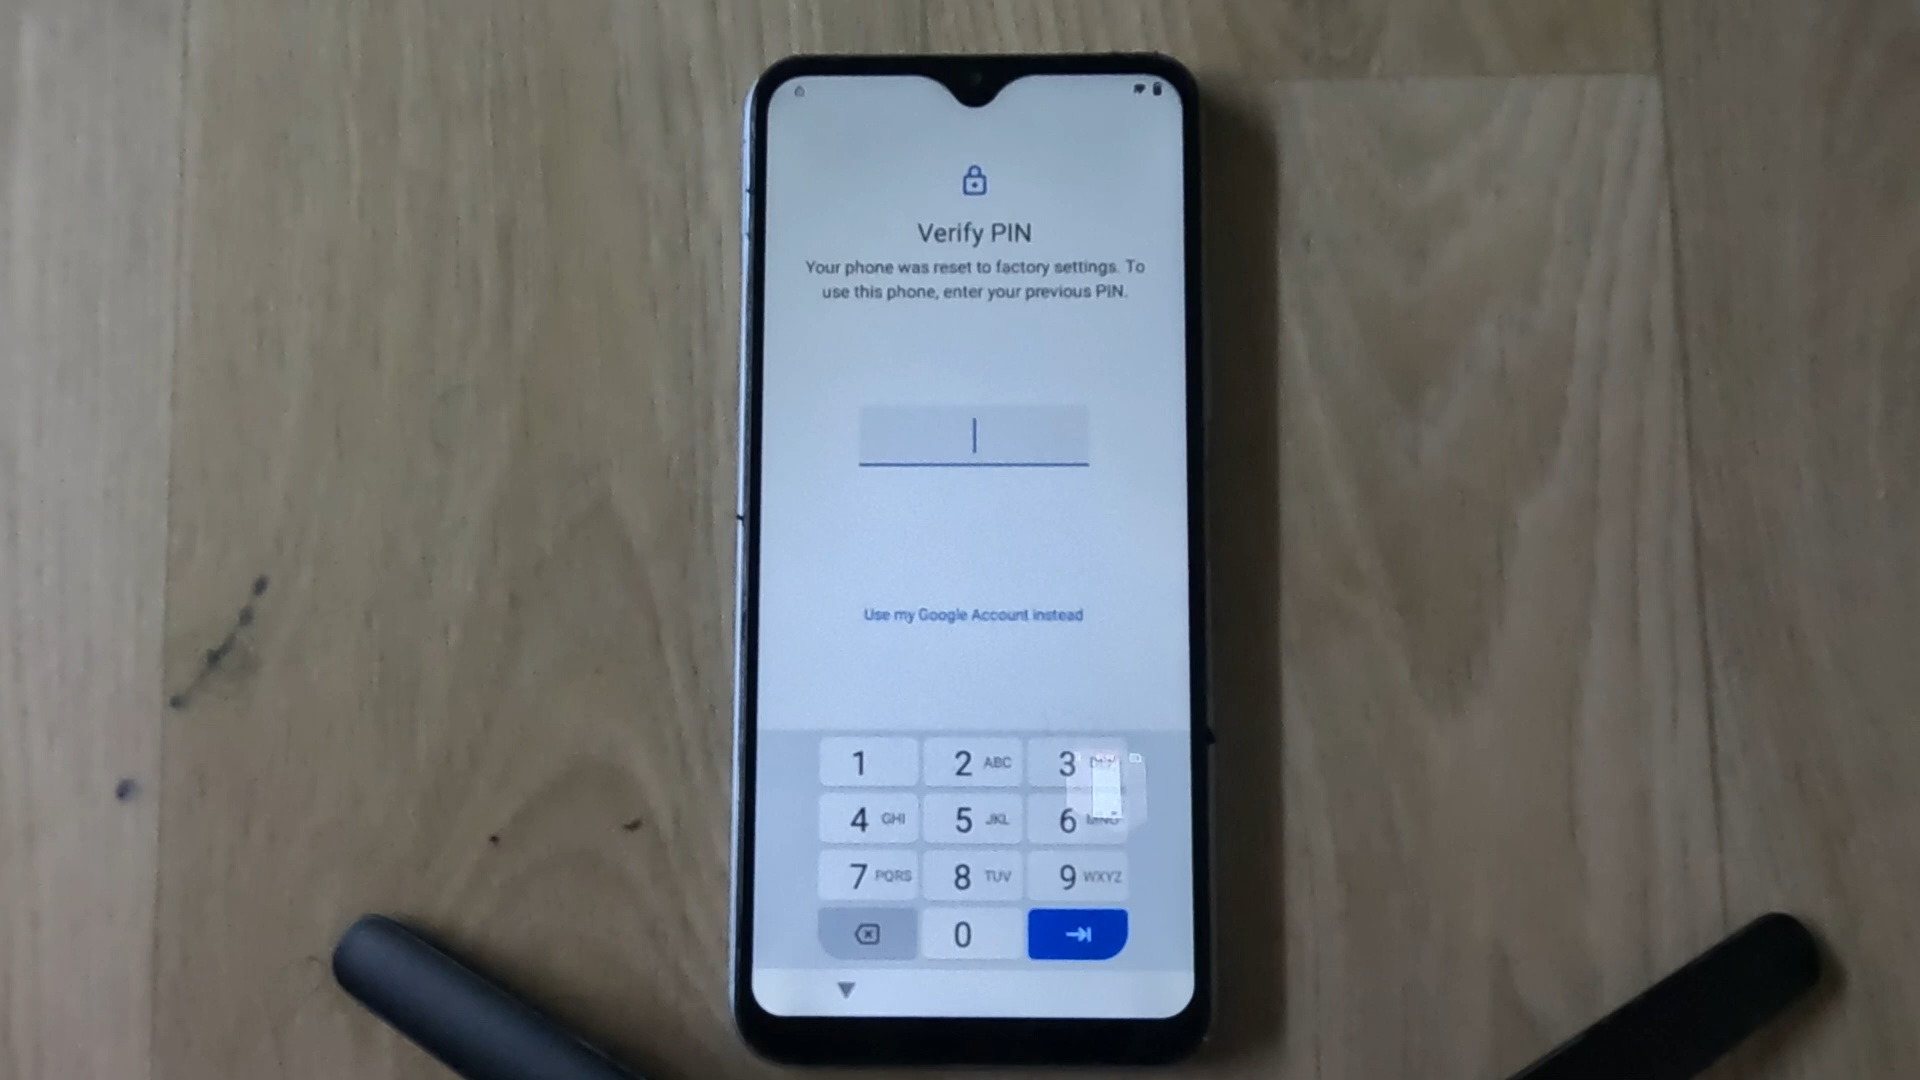 Verify PIN
Your phone was reset to factory settings. To
use this phone, enter your previous PIN.
Use my Google Account instead
1
2 ABC
3
4 GHI
5 JKL
6 MNO
7 PQRS
8 TUV
9 WXYZ
0